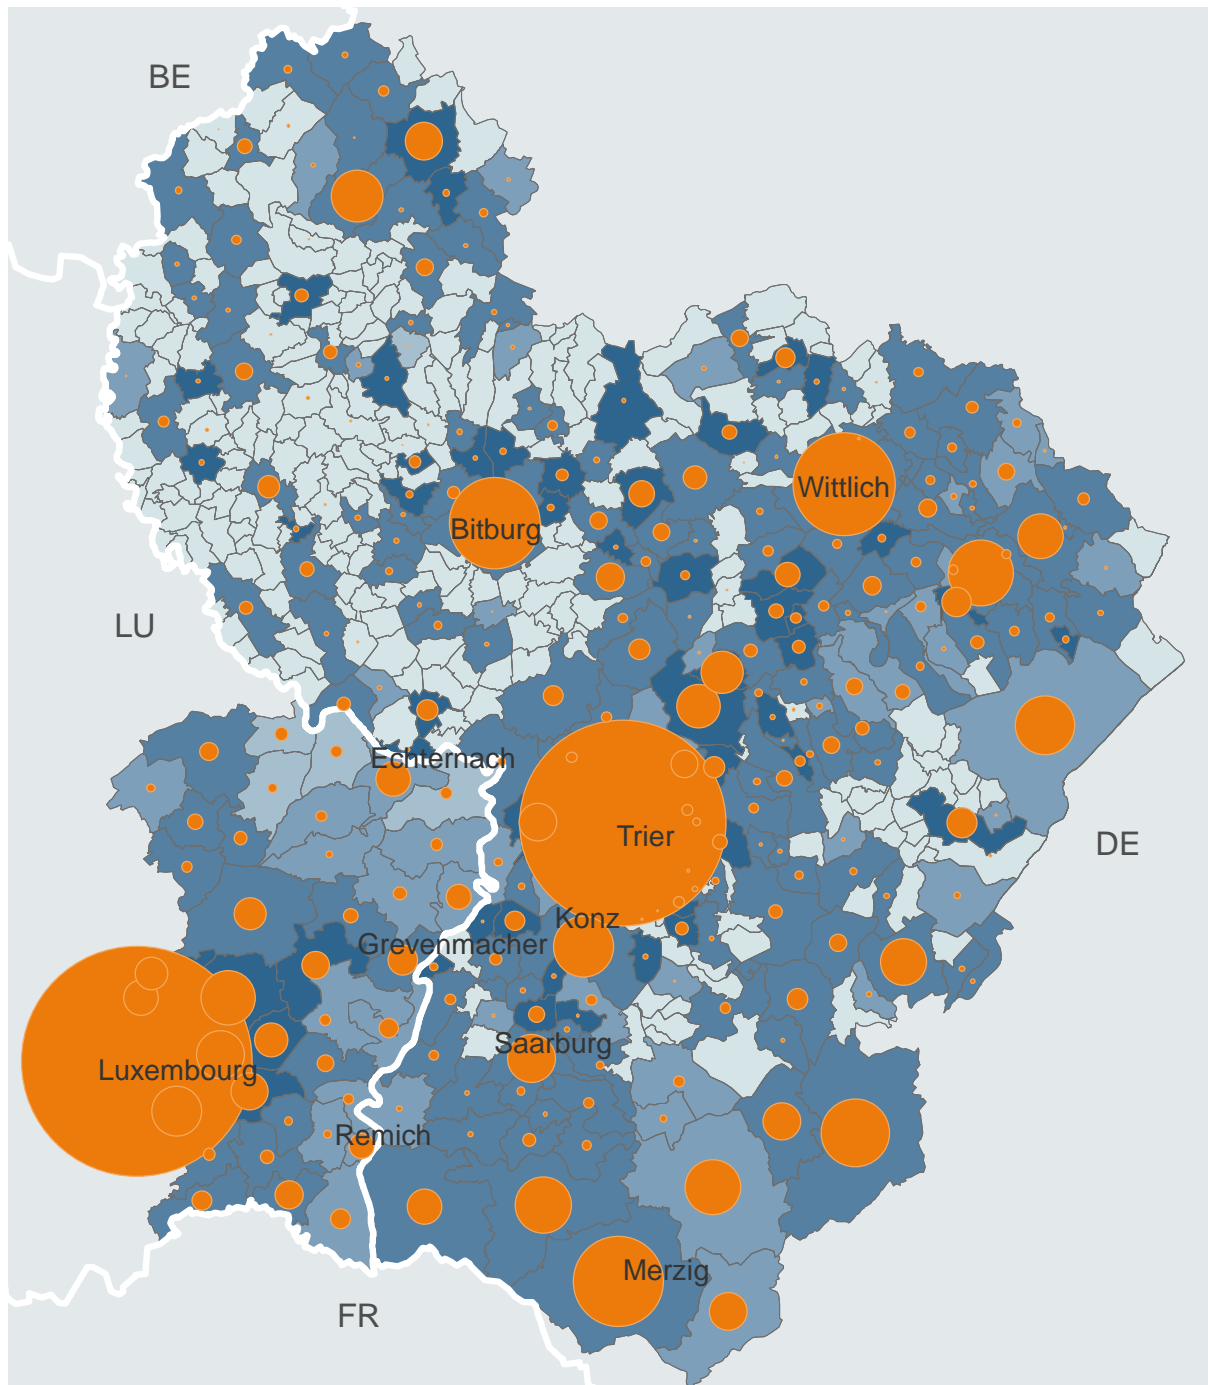 BE
Wittlich
Bitburg
LU
Echternach
Trier
DE
Konz
Grevenmacher
Saarburg
Luxembourg
Remich
Merzig
FR